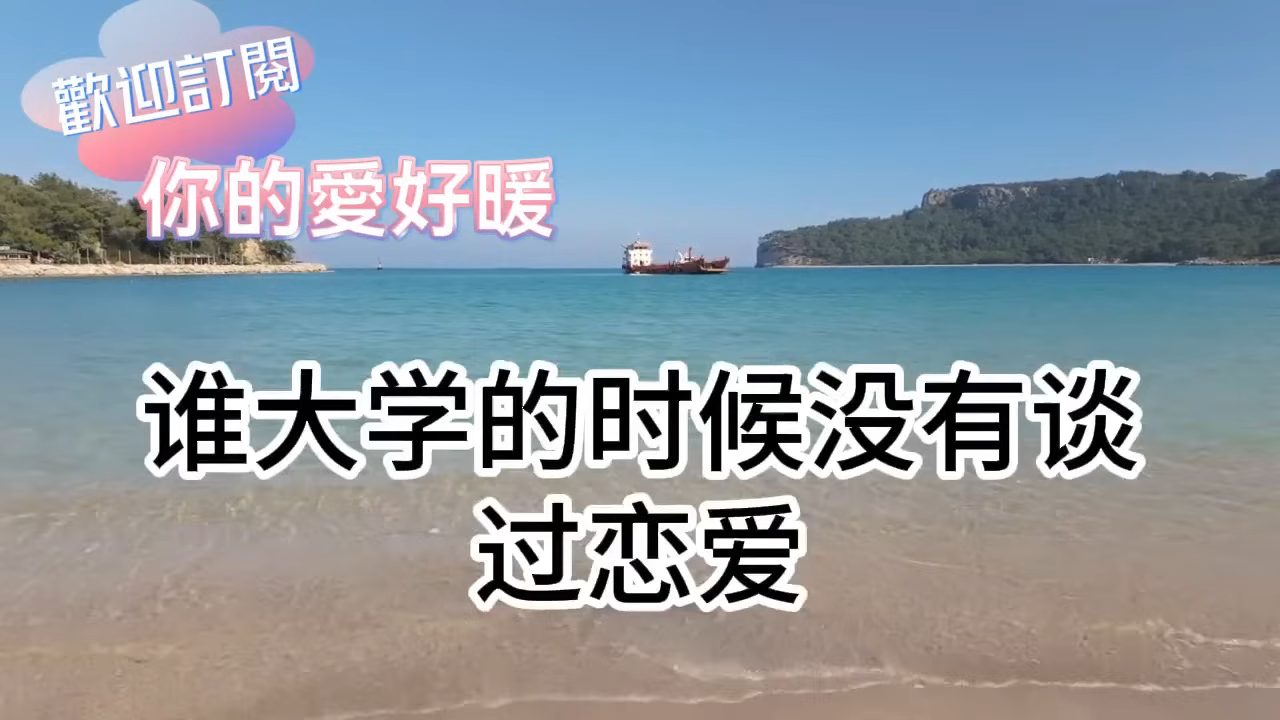 歡迎訂閱
你的愛好暖
谁大学的时候没有谈
过恋爱